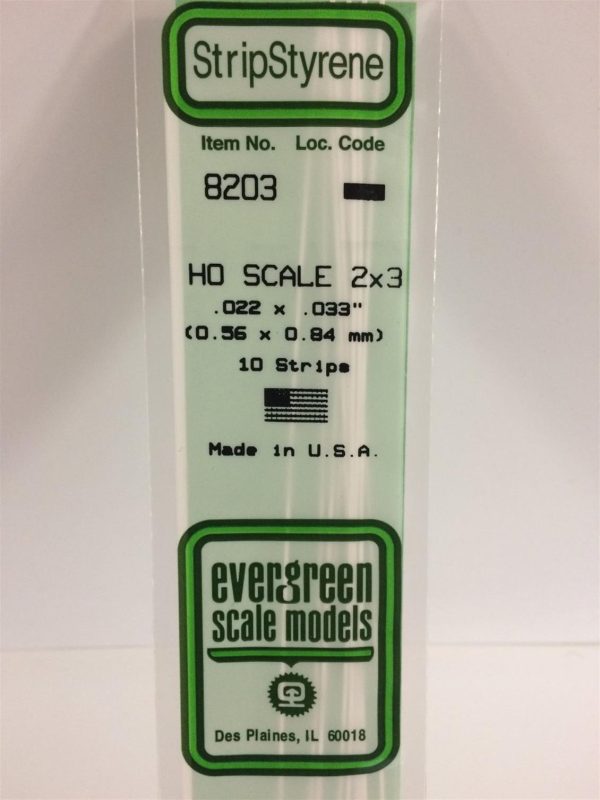 StripStyrene
Item No. Loc. Code
8203
HO SCALE 2x3
.022 x .033"
(0.56 x 0.84 mm)
10 Strips
Made in U.S.A.
evergreen
scale models
Des Plaines, IL 60018